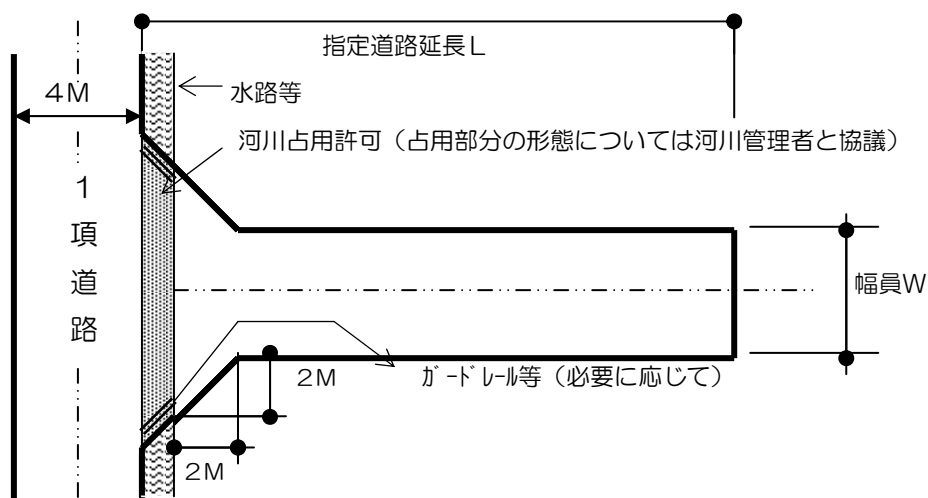 指定道路延長L
4M
水路等
河川占用許可（占用部分の形態については河川管理者と協議）
1項道路
幅員W
2M
ｶﾞｰﾄﾞﾚｰﾙ等（必要に応じて）
2M